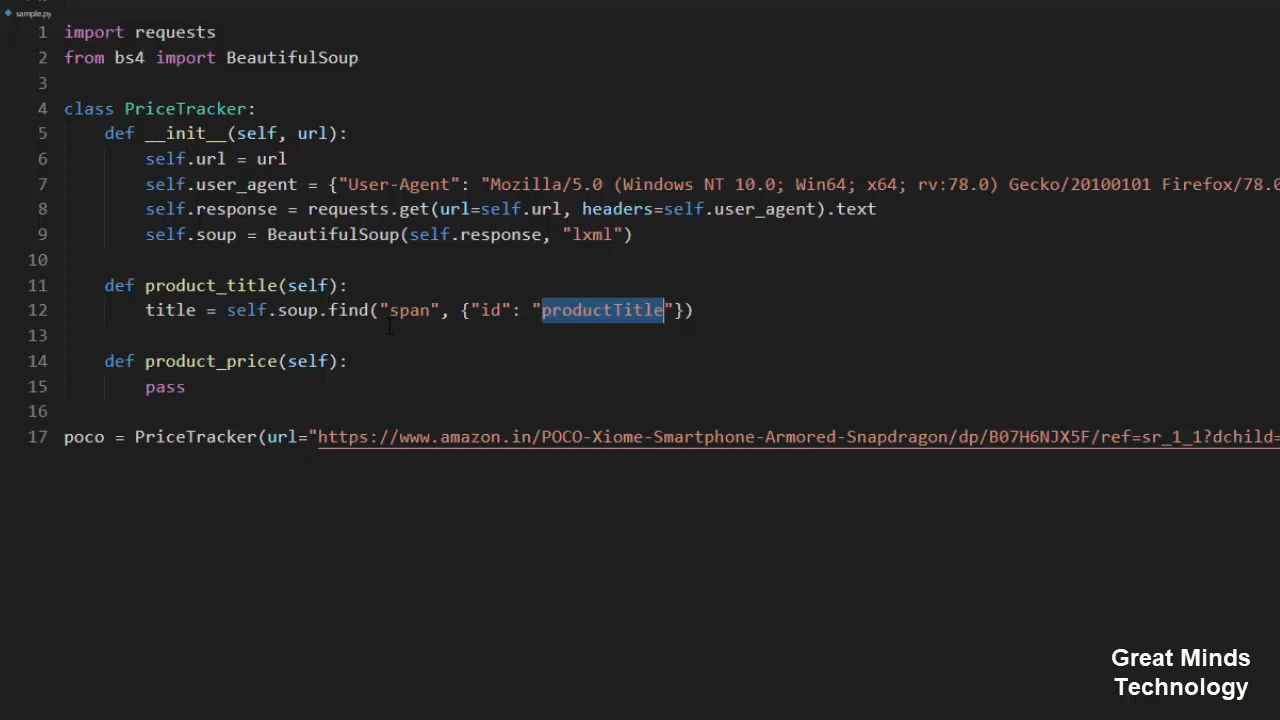 sample.py
1 import requests
2 from bs4 import BeautifulSoup
3
4 class PriceTracker:
5 def __init__(self, url):
6 self.url = url
7 self.user_agent = {"User-Agent": "Mozilla/5.0 (Windows NT 10.0; Win64; x64; rv:78.0) Gecko/20100101 Firefox/78.0
8 self.response = requests.get(url=self.url, headers=self.user_agent).text
9 self.soup = BeautifulSoup(self.response, "lxml")
10
11 def product_title(self):
12 title = self.soup.find("span", {"id": "productTitle"})
13
14 def product_price(self):
15 pass
16
17 poco = PriceTracker(url="https://www.amazon.in/POCO-Xiome-Smartphone-Armored-Snapdragon/dp/B07H6NJX5F/ref=sr_1_1?dchild=
Great Minds
Technology